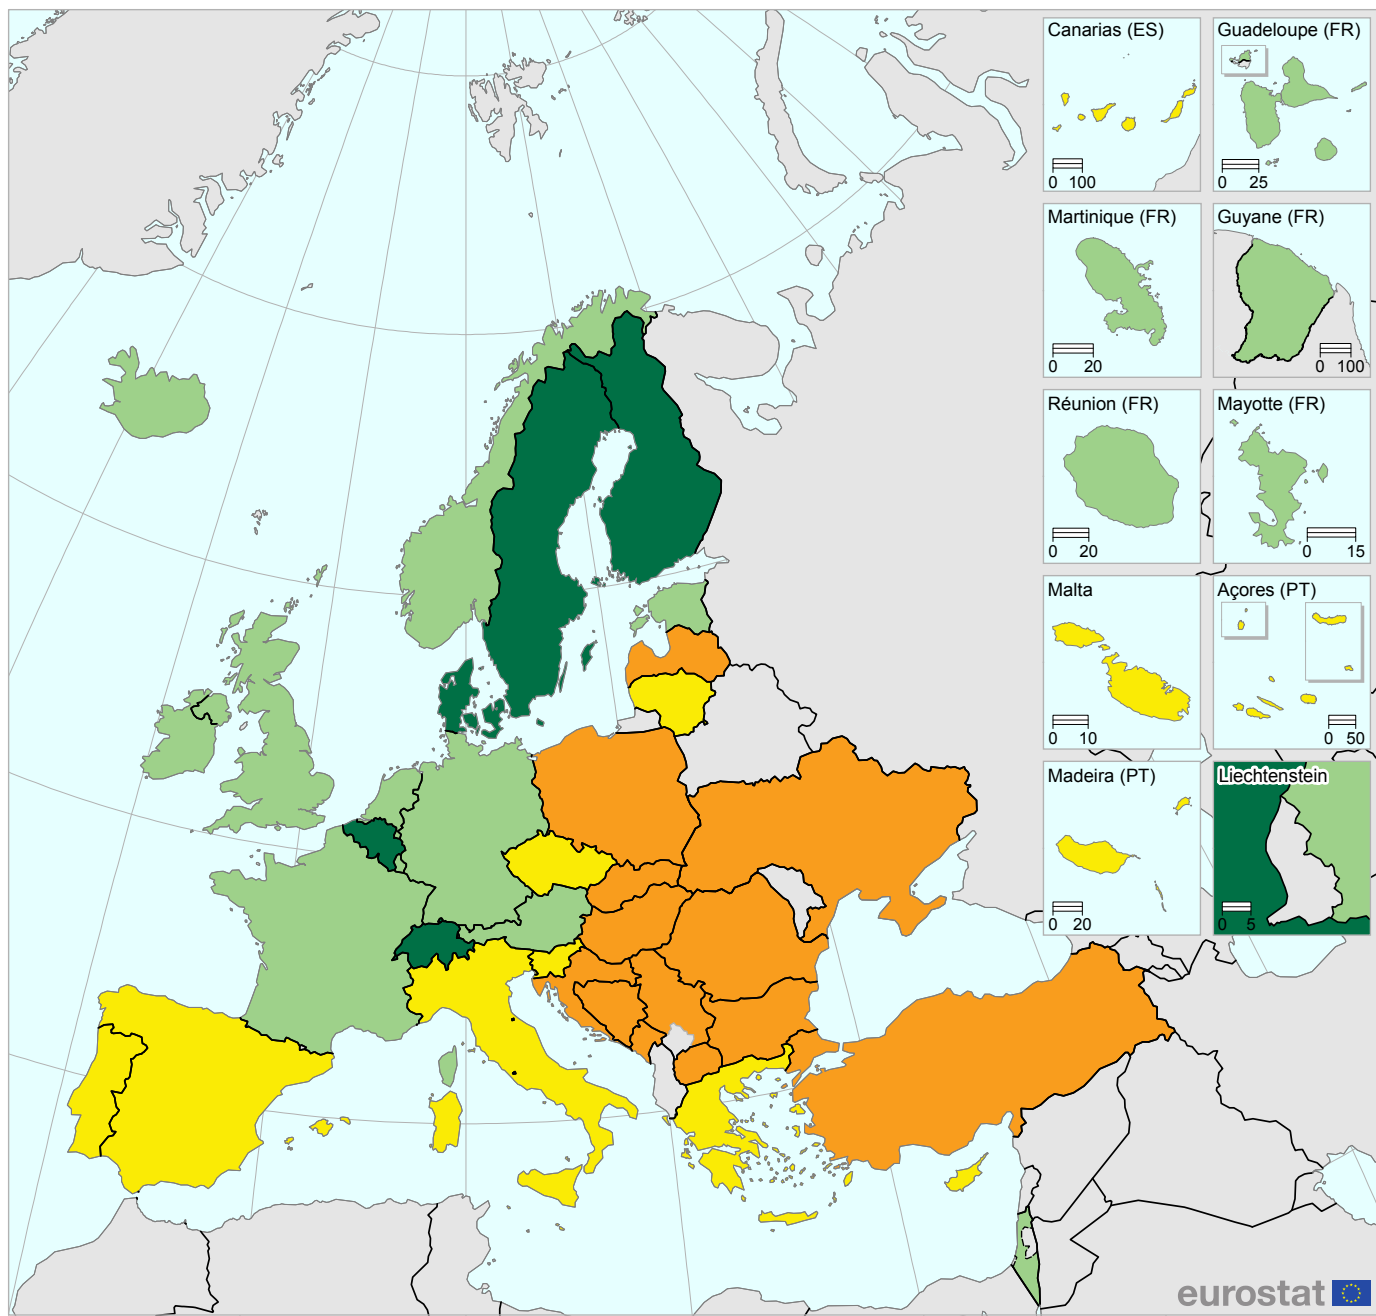 Canarias (ES)
0 100
Guadeloupe (FR)
0 25
Martinique (FR)
0 20
Guyane (FR)
0 100
Réunion (FR)
0 20
Mayotte (FR)
0 15
Malta
0 10
Açores (PT)
0 50
Madeira (PT)
0 20
Liechtenstein
0 5
eurostat